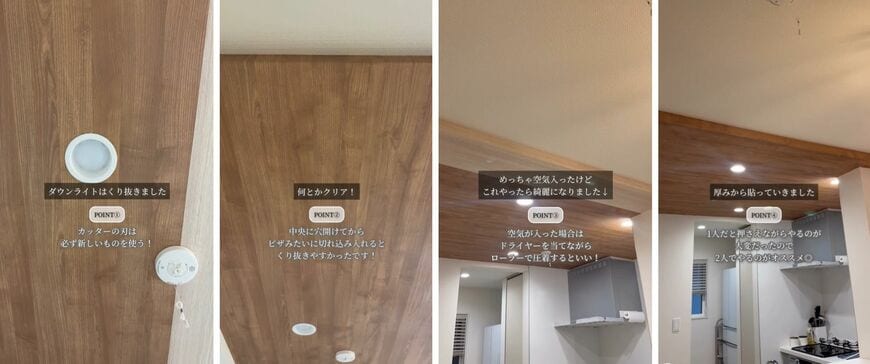 ダウンライトはくり抜きました
POINT①
カッターの刃は
必ず新しいものを使う！
何とかクリア！
POINT②
中央に穴開けてから
ピザみたいに切れ込み入れると
くり抜きやすかったです！
めっちゃ空気入ったけど
これやったら綺麗になりました↓
POINT③
空気が入った場合は
ドライヤーを当てながら
ローラーで圧着するといい！
厚みから貼っていきました
POINT④
1人だと押さえながらやるのが
大変だったので
2人でやるのがオススメ◎